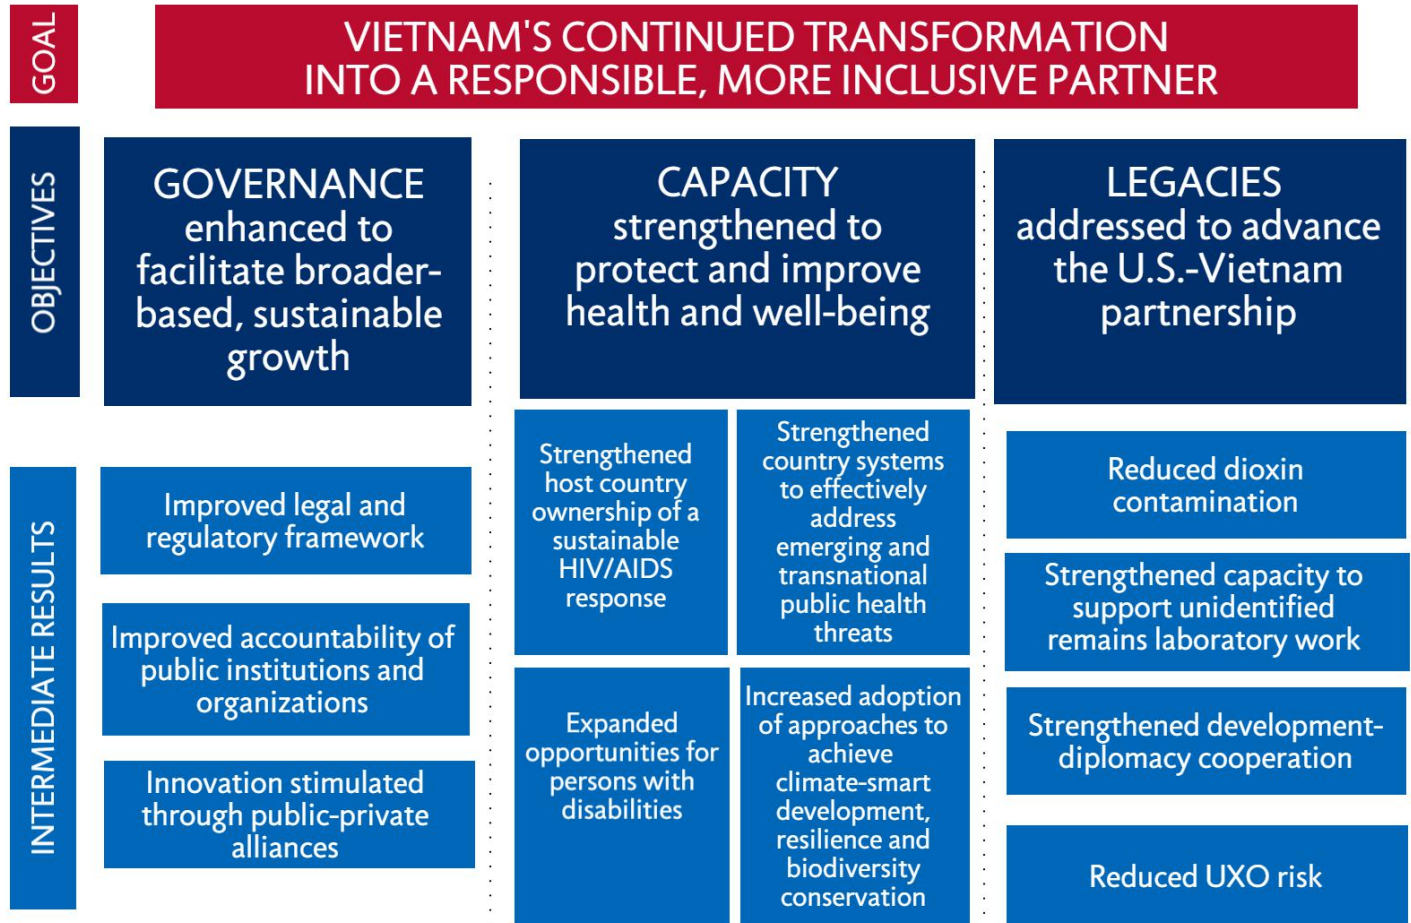 GOAL
VIETNAM'S CONTINUED TRANSFORMATION
INTO A RESPONSIBLE, MORE INCLUSIVE PARTNER
OBJECTIVES
GOVERNANCE
enhanced to
facilitate broader-
based, sustainable
growth
CAPACITY
strengthened to
protect and improve
health and well-being
LEGACIES
addressed to advance
the U.S.-Vietnam
partnership
INTERMEDIATE RESULTS
Improved legal and
regulatory framework
Improved accountability of
public institutions and
organizations
Innovation stimulated
through public-private
alliances
Strengthened
host country
ownership of a
sustainable
HIV/AIDS
response
Strengthened
country systems
to effectively
address
emerging and
transnational
public health
threats
Expanded
opportunities for
persons with
disabilities
Increased adoption
of approaches to
achieve
climate-smart
development,
resilience and
biodiversity
conservation
Reduced dioxin
contamination
Strengthened capacity to
support unidentified
remains laboratory work
Strengthened development-
diplomacy cooperation
Reduced UXO risk